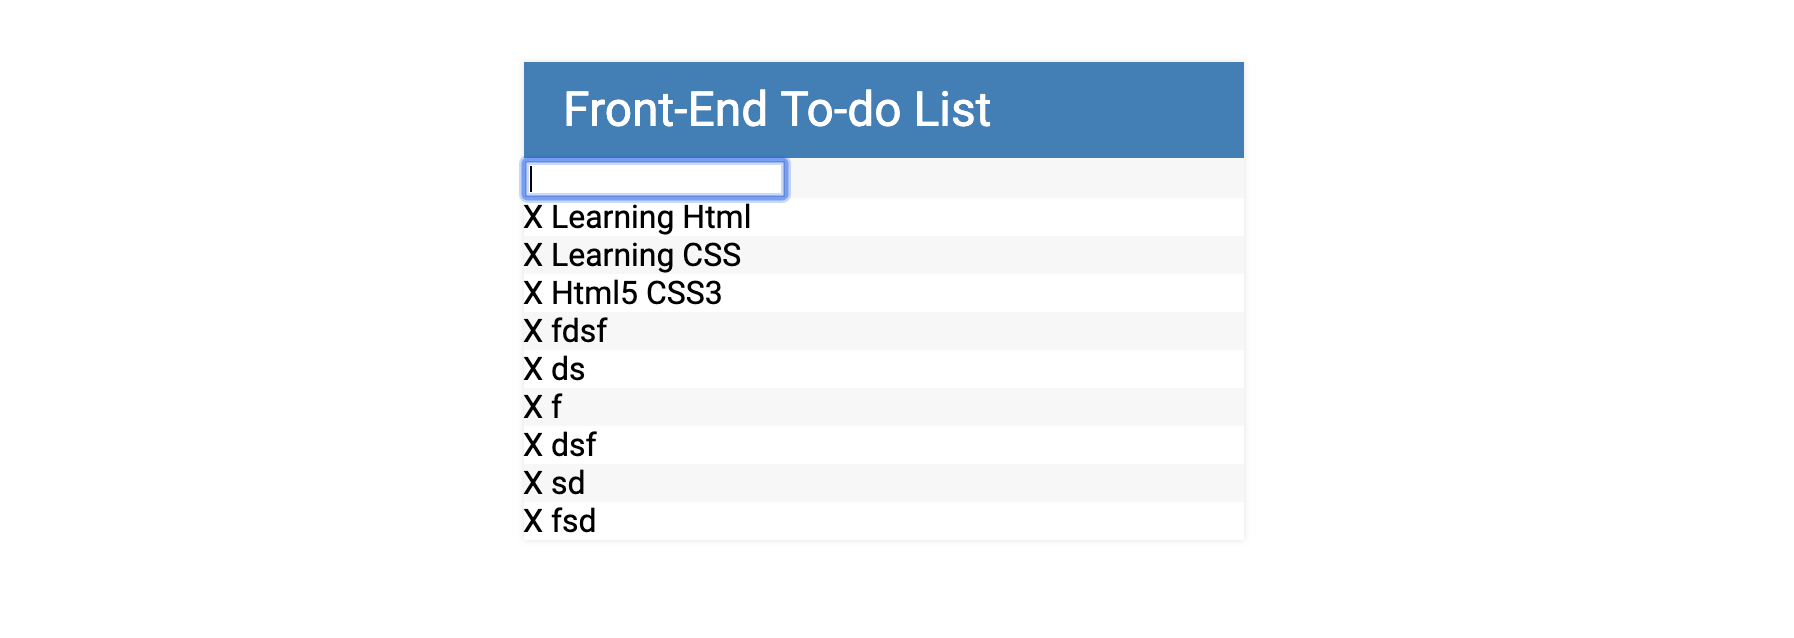 Front-End To-do List
X Learning Html
X Learning CSS
X Html5 CSS3
X fdsf
X ds
X f
X dsf
X sd
X fsd